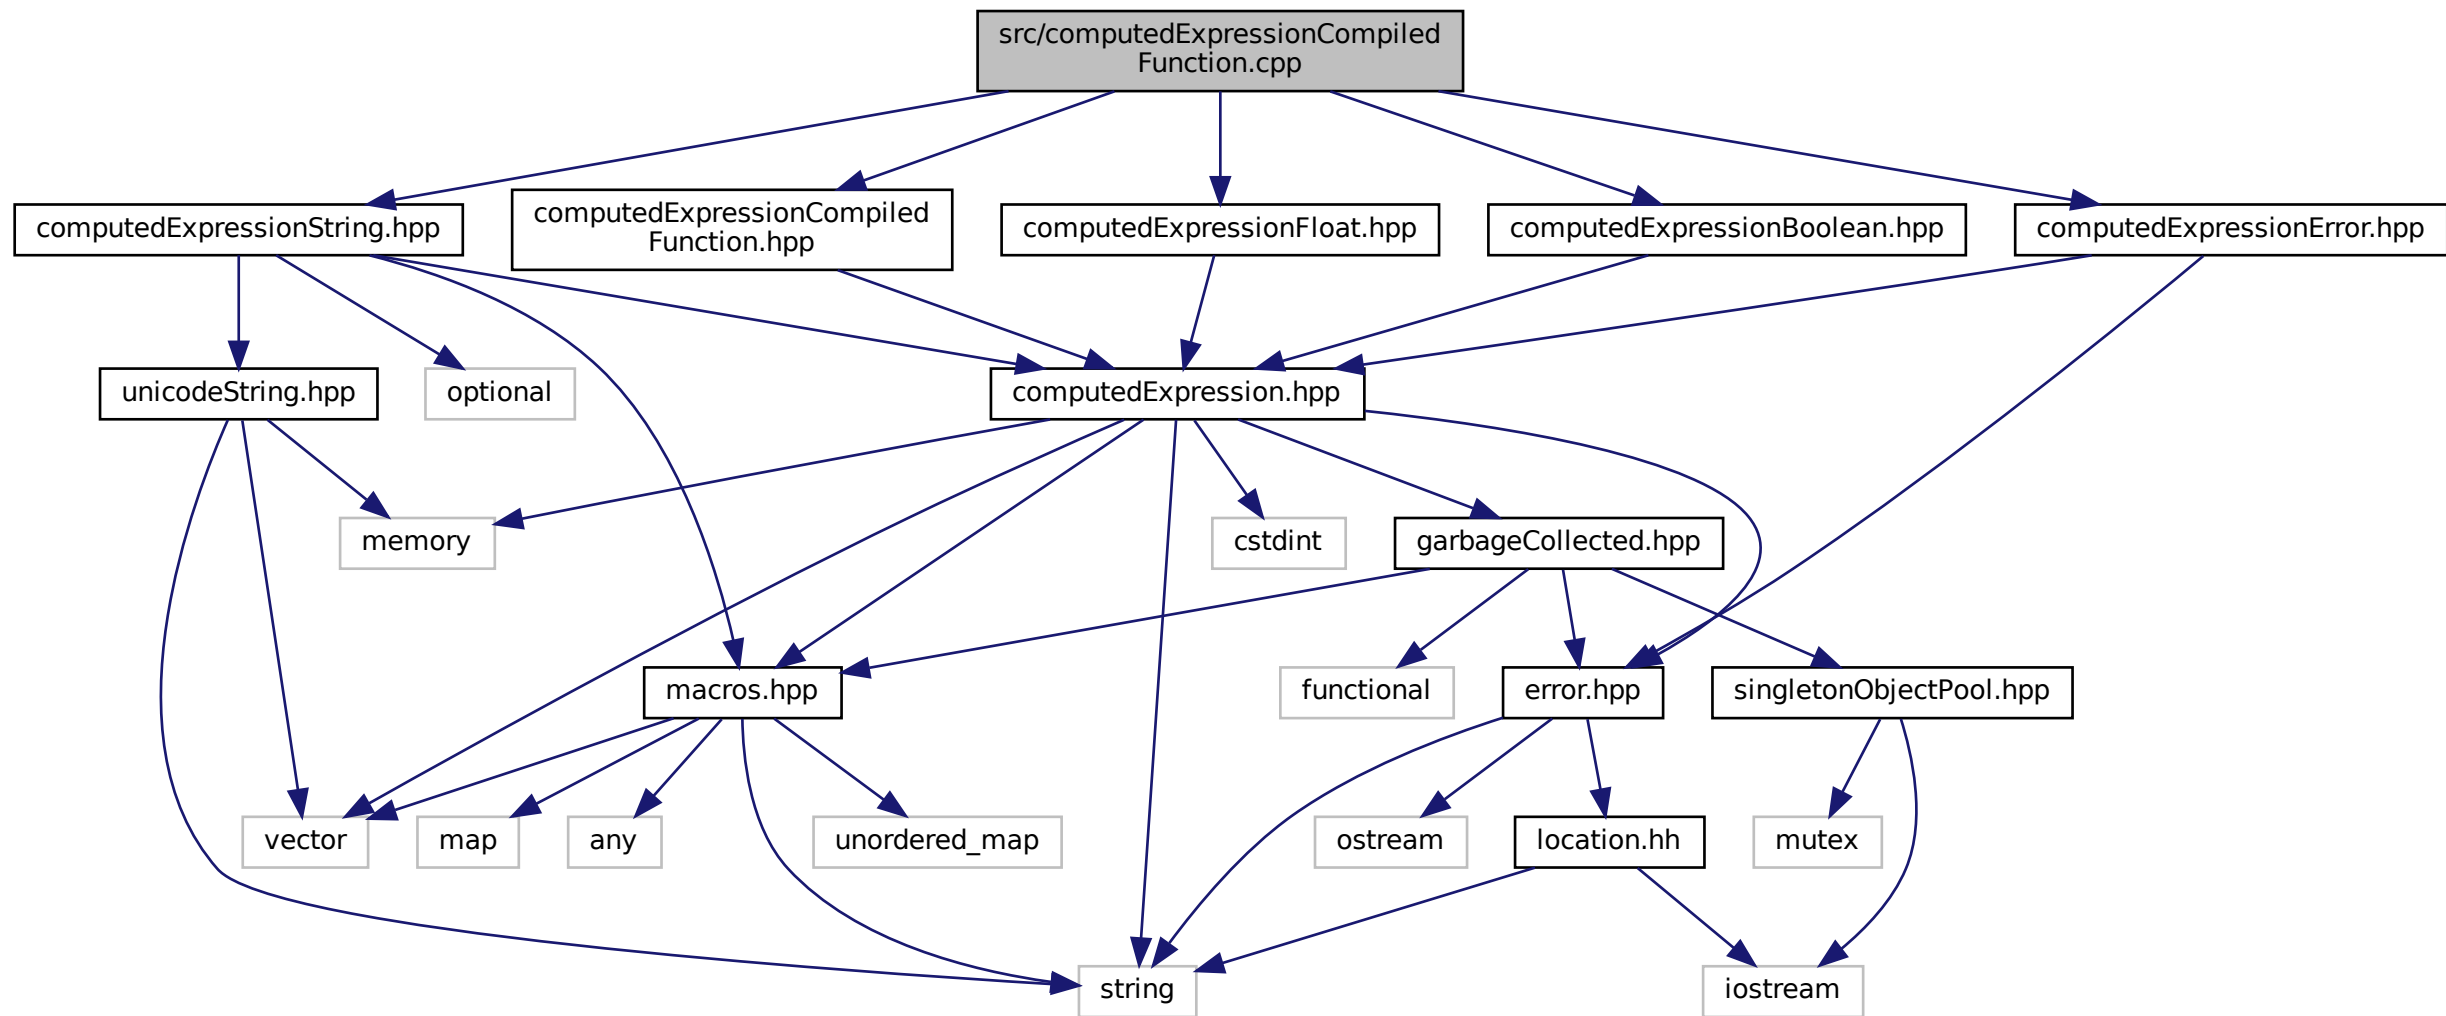 src/computedExpressionCompiled
Function.cpp
computedExpressionString.hpp
computedExpressionCompiled
Function.hpp
computedExpressionFloat.hpp
computedExpressionBoolean.hpp
computedExpressionError.hpp
unicodeString.hpp
optional
computedExpression.hpp
memory
cstdint
garbageCollected.hpp
macros.hpp
functional
error.hpp
singletonObjectPool.hpp
vector
map
any
unordered_map
ostream
location.hh
mutex
string
iostream